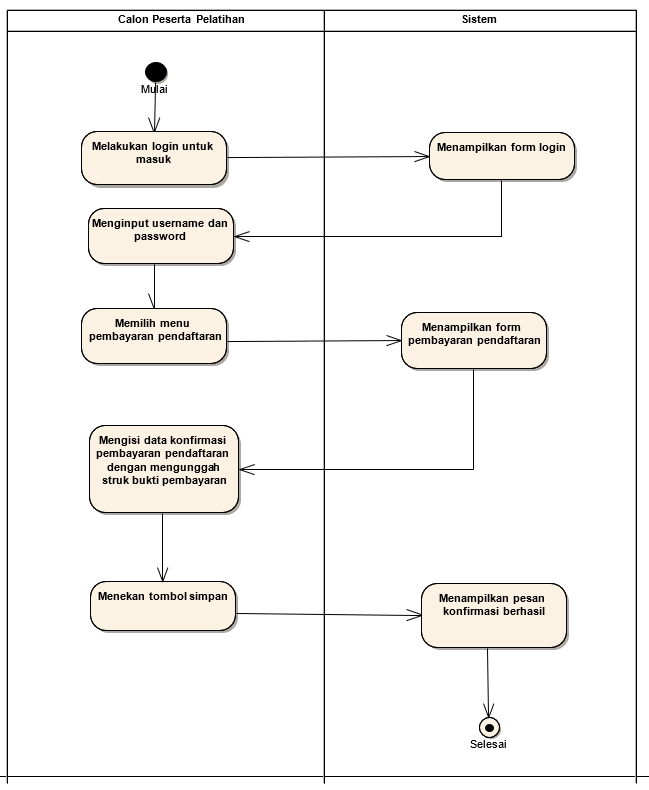 Calon Peserta Pelatihan
Sistem
Mulai
Melakukan login untuk
masuk
Menampilkan form login
Menginput username dan
password
Memilih menu
pembayaran pendaftaran
Menampilkan form
pembayaran pendaftaran
Mengisi data konfirmasi
pembayaran pendaftaran
dengan mengunggah
struk bukti pembayaran
Menekan tombol simpan
Menampilkan pesan
konfirmasi berhasil
Selesai